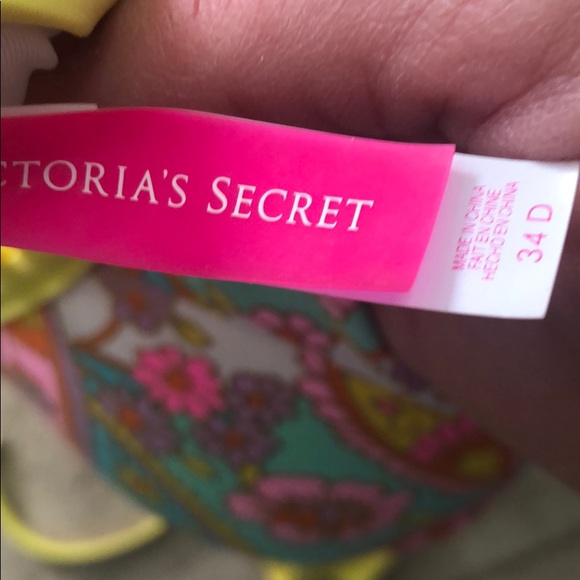 CTORIA'S SECRET
MADE IN CHINA
FAIT EN CHINE
HECHO EN CHINA
34 D